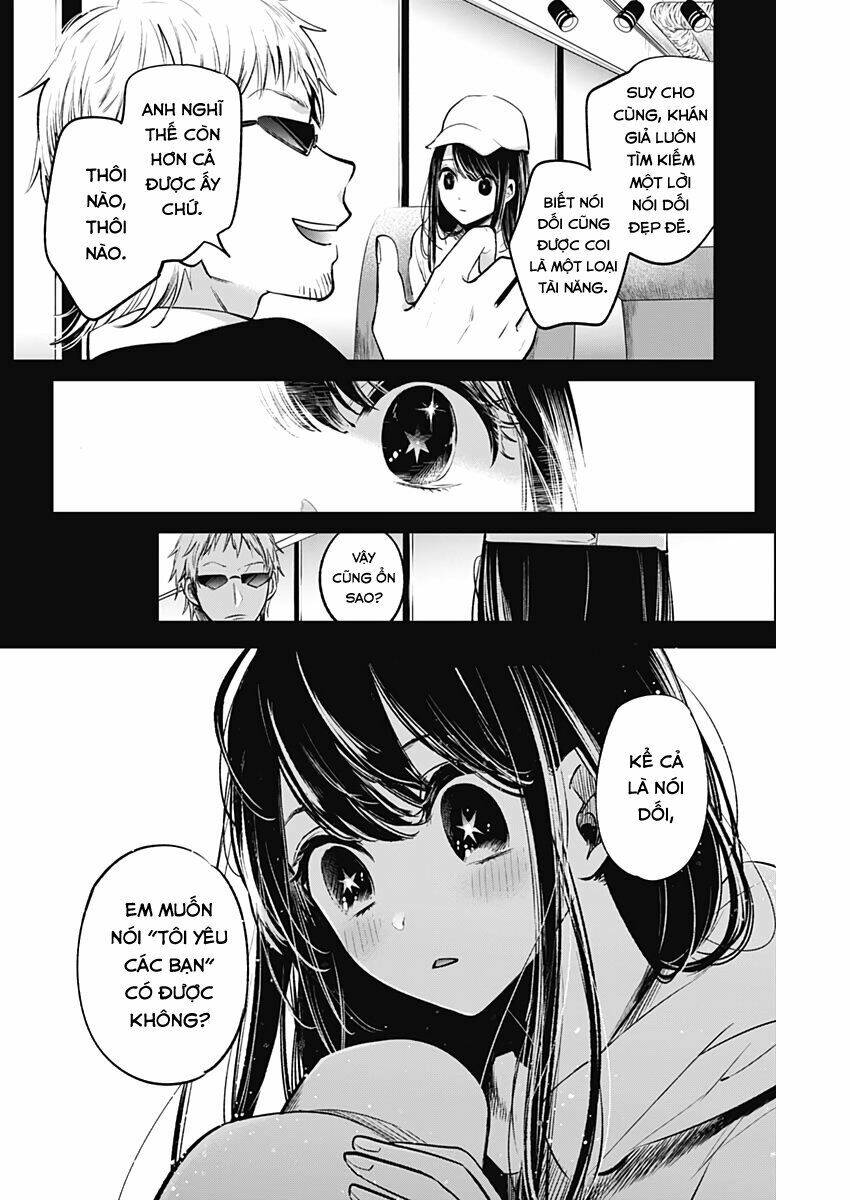 SUY CHO
CÙNG, KHÁN
GIẢ LUÔN
TÌM KIẾM
MỘT LỜI
NÓI DỐI
ĐẸP ĐẼ.
BIẾT NÓI
DỐI CŨNG
ĐƯỢC COI
LÀ MỘT LOẠI
TÀI NĂNG.
ANH NGHĨ
THẾ CÒN
HƠN CẢ
ĐƯỢC ẤY
CHỨ.
THÔI
NÀO,
THÔI
NÀO.
VẬY
CŨNG ỔN
SAO?
KỂ CẢ
LÀ NÓI
DỐI,
EM MUỐN
NÓI "TÔI YÊU
CÁC BẠN"
CÓ ĐƯỢC
KHÔNG?